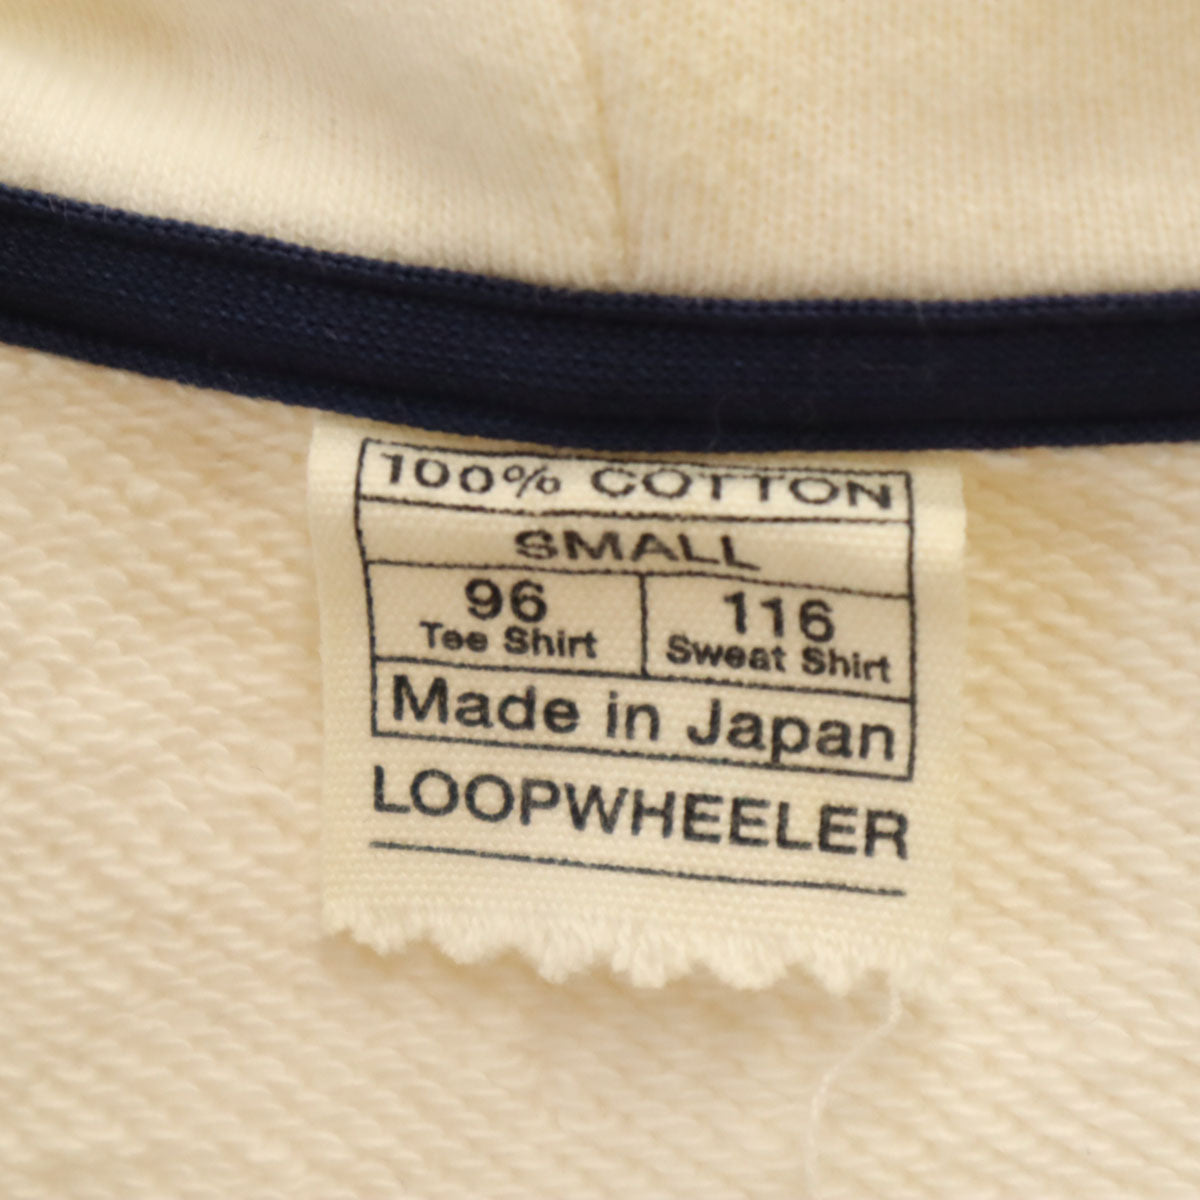 100% COTTON
SMALL
96 116
Tee Shirt Sweat Shirt
Made in Japan
LOOPWHEELER